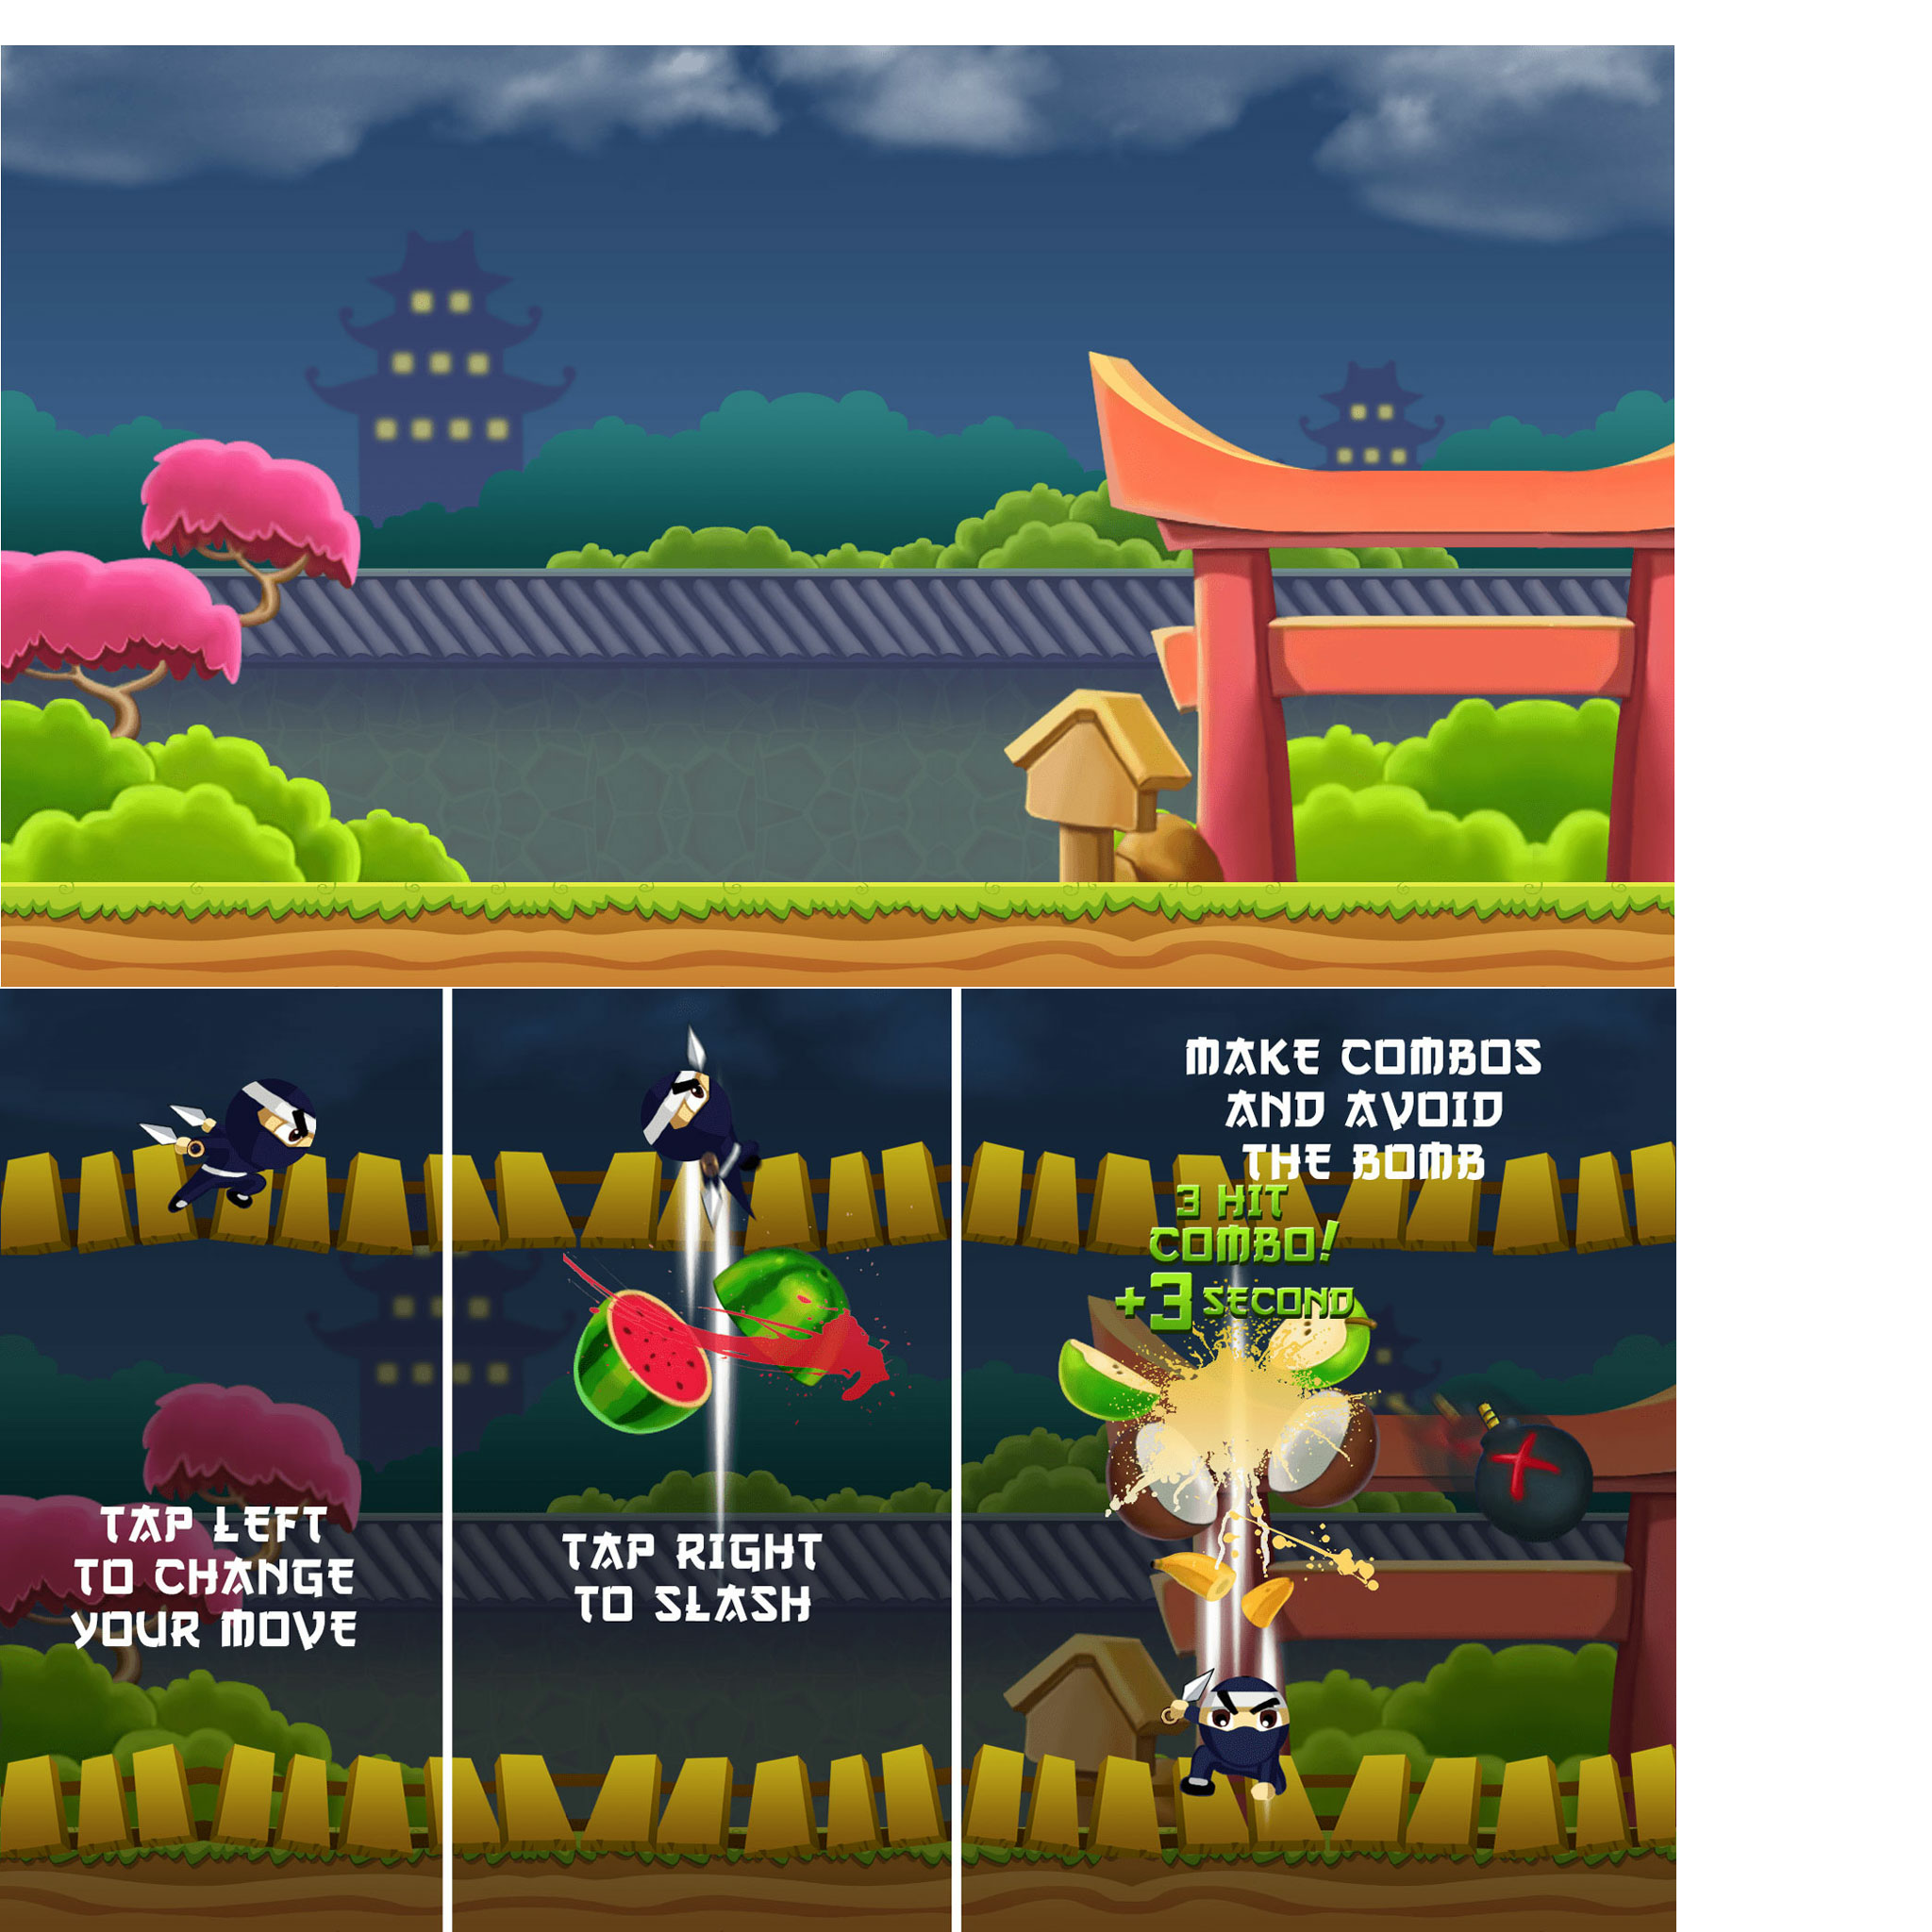 TAP LEFT
TO CHANGE
YOUR MOVE
TAP RIGHT
TO SLASH
MAKE COMBOS
AND AVOID
THE BOMB
3 HIT
COMBO!
+3 SECOND